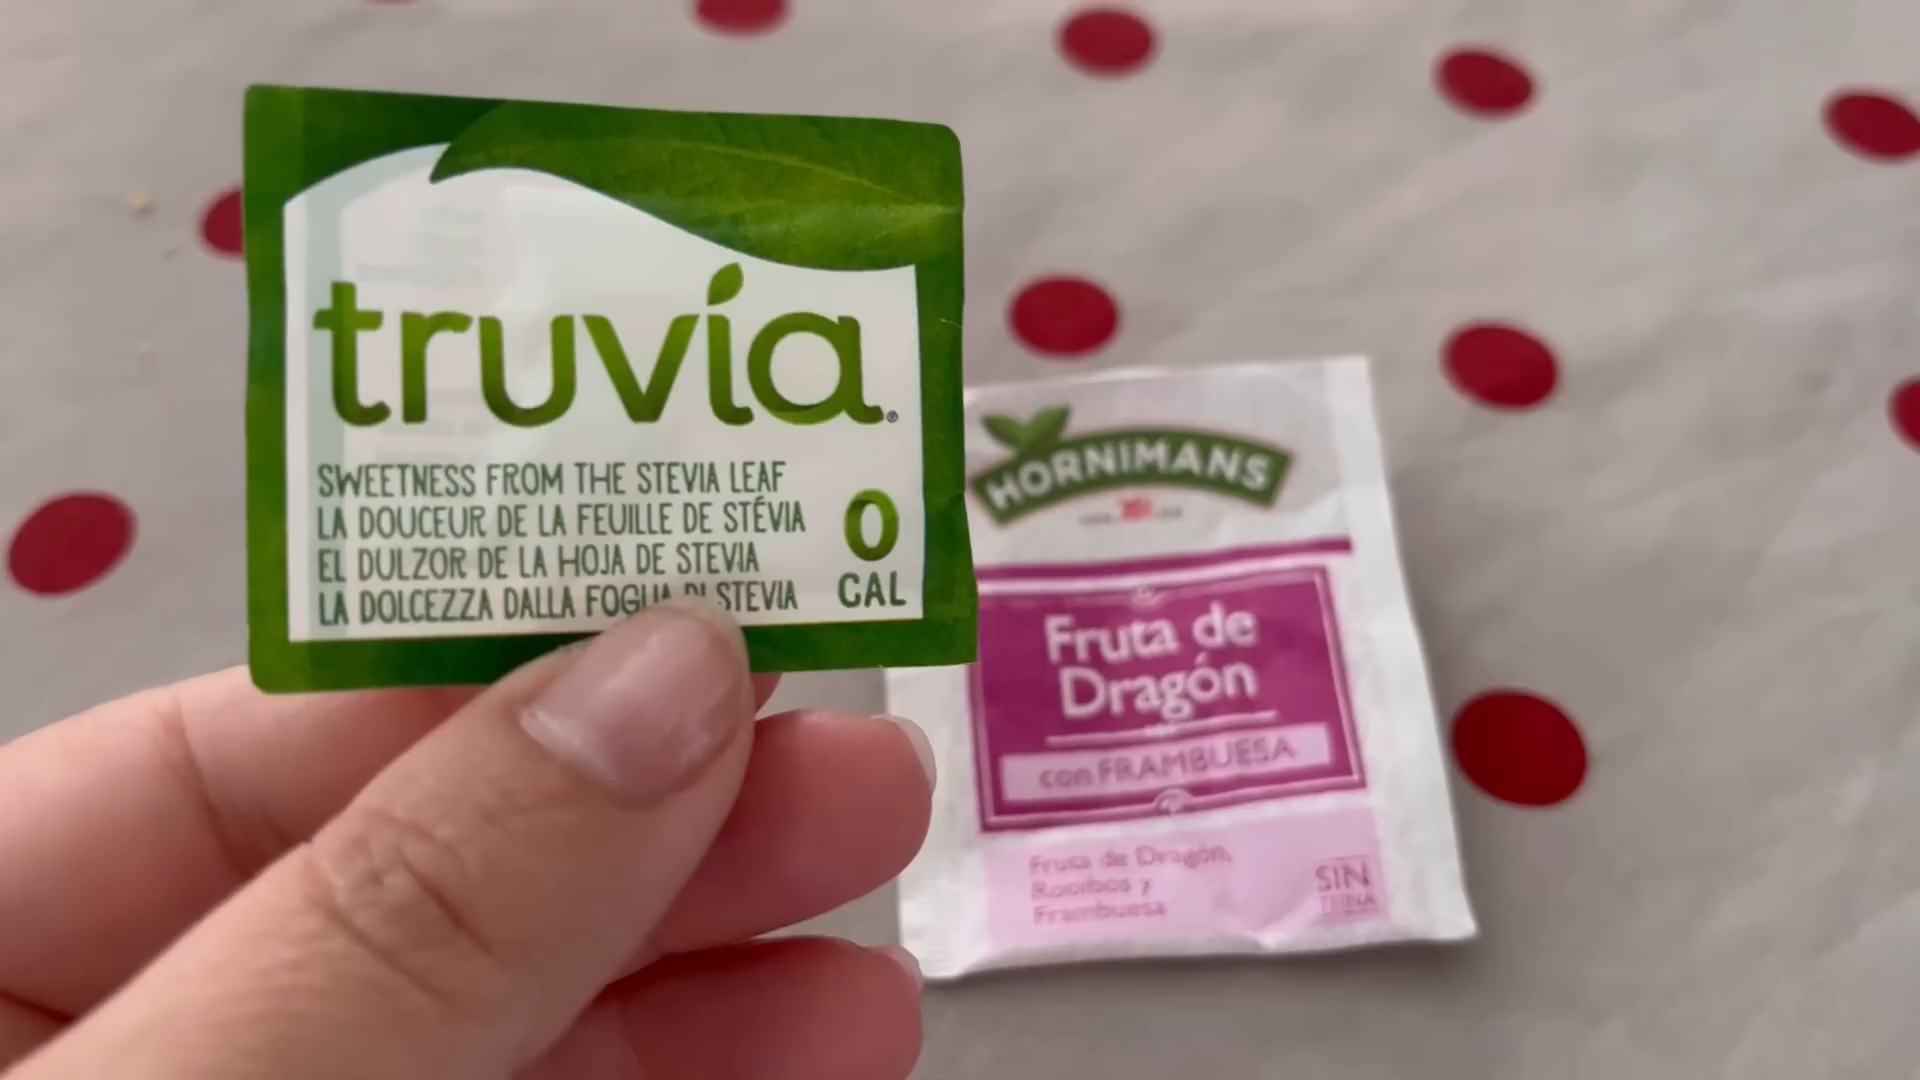 truvía®
SWEETNESS FROM THE STEVIA LEAF
LA DOUCEUR DE LA FEUILLE DE STÉVIA
EL DULZOR DE LA HOJA DE STEVIA
LA DOLCEZZA DALLA FOGLIA DI STEVIA
0
CAL
HORNIMANS
Fruta de
Dragón
con FRAMBUESA
Fruta de Dragón,
Rooibos y
Frambuesa
SIN
TEÍNA